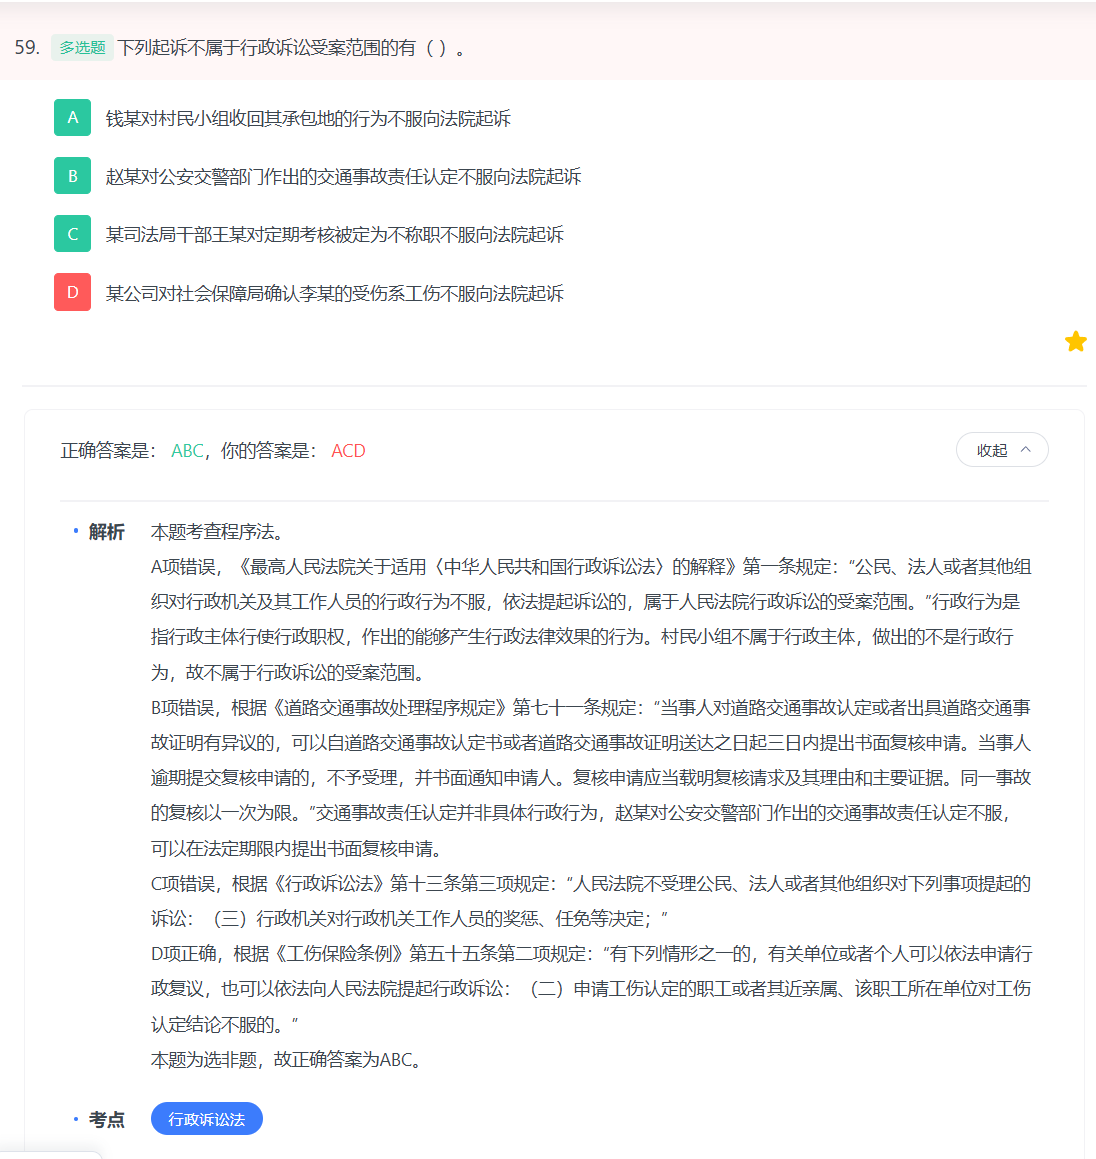 59. 多选题 下列起诉不属于行政诉讼受案范围的有（ ）。
A 钱某对村民小组收回其承包地的行为不服向法院起诉
B 赵某对公安交警部门作出的交通事故责任认定不服向法院起诉
C 某司法局干部王某对定期考核被定为不称职不服向法院起诉
D 某公司对社会保障局确认李某的受伤系工伤不服向法院起诉
正确答案是： ABC，你的答案是： ACD
收起
解析 本题考查程序法。
A项错误，《最高人民法院关于适用〈中华人民共和国行政诉讼法〉的解释》第一条规定：“公民、法人或者其他组
织对行政机关及其工作人员的行政行为不服，依法提起诉讼的，属于人民法院行政诉讼的受案范围。”行政行为是
指行政主体行使行政职权，作出的能够产生行政法律效果的行为。村民小组不属于行政主体，做出的不是行政行
为，故不属于行政诉讼的受案范围。
B项错误，根据《道路交通事故处理程序规定》第七十一条规定：“当事人对道路交通事故认定或者出具道路交通事
故证明有异议的，可以自道路交通事故认定书或者道路交通事故证明送达之日起三日内提出书面复核申请。当事人
逾期提交复核申请的，不予受理，并书面通知申请人。复核申请应当载明复核请求及其理由和主要证据。同一事故
的复核以一次为限。”交通事故责任认定并非具体行政行为，赵某对公安交警部门作出的交通事故责任认定不服，
可以在法定期限内提出书面复核申请。
C项错误，根据《行政诉讼法》第十三条第三项规定：“人民法院不受理公民、法人或者其他组织对下列事项提起的
诉讼：（三）行政机关对行政机关工作人员的奖惩、任免等决定；”
D项正确，根据《工伤保险条例》第五十五条第二项规定：“有下列情形之一的，有关单位或者个人可以依法申请行
政复议，也可以依法向人民法院提起行政诉讼：（二）申请工伤认定的职工或者其近亲属、该职工所在单位对工伤
认定结论不服的。”
本题为选非题，故正确答案为ABC。
考点 行政诉讼法